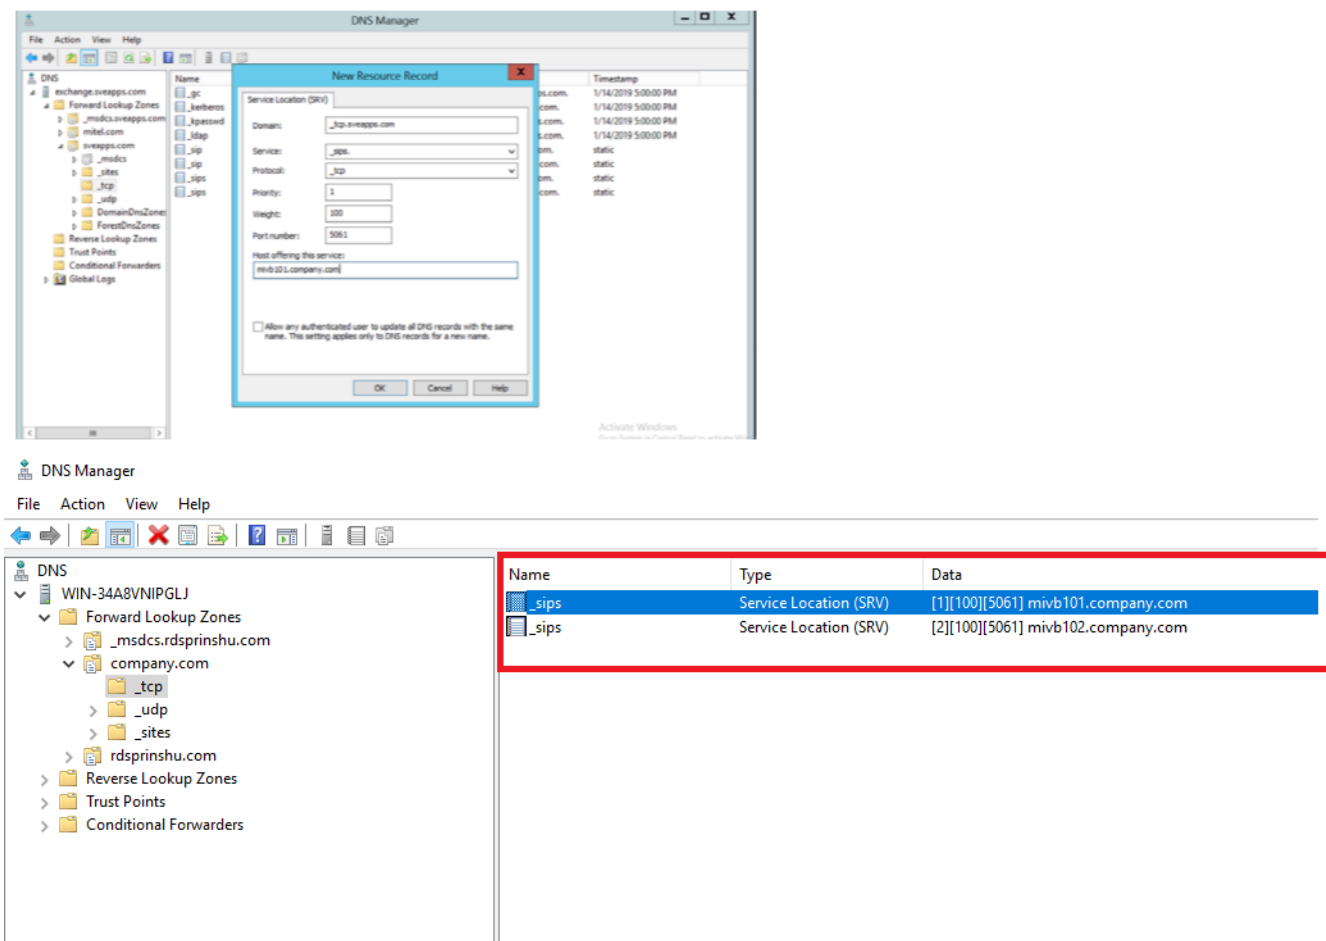 DNS Manager
File Action View Help
DNS
exchange.sveapps.com
Forward Lookup Zones
_msdcs.sveapps.com
mitel.com
sveapps.com
_msdcs
_sites
_tcp
_udp
DomainDnsZones
ForestDnsZones
Reverse Lookup Zones
Trust Points
Conditional Forwarders
Global Logs
Name
_gc
_kerberos
_kpasswd
_ldap
_sip
_sip
_sips
_sips
New Resource Record
Service Location (SRV)
Domain: _tcp.sveapps.com
Service: _sips.
Protocol: _tcp
Priority: 1
Weight: 100
Port number: 5061
Host offering this service:
mivb101.company.com
Allow any authenticated user to update all DNS records with the same
name. This setting applies only to DNS records for a new name.
OK Cancel Help
Timestamp
ps.com. 1/14/2019 5:00:00 PM
com. 1/14/2019 5:00:00 PM
s.com. 1/14/2019 5:00:00 PM
s.com. 1/14/2019 5:00:00 PM
om. static
com. static
om. static
com. static
Activate Windows
DNS Manager
File Action View Help
DNS
WIN-34A8VNIPGLJ
Forward Lookup Zones
_msdcs.rdsprinshu.com
company.com
_tcp
_udp
_sites
rdsprinshu.com
Reverse Lookup Zones
Trust Points
Conditional Forwarders
Name Type Data
_sips Service Location (SRV) [1][100][5061] mivb101.company.com
_sips Service Location (SRV) [2][100][5061] mivb102.company.com